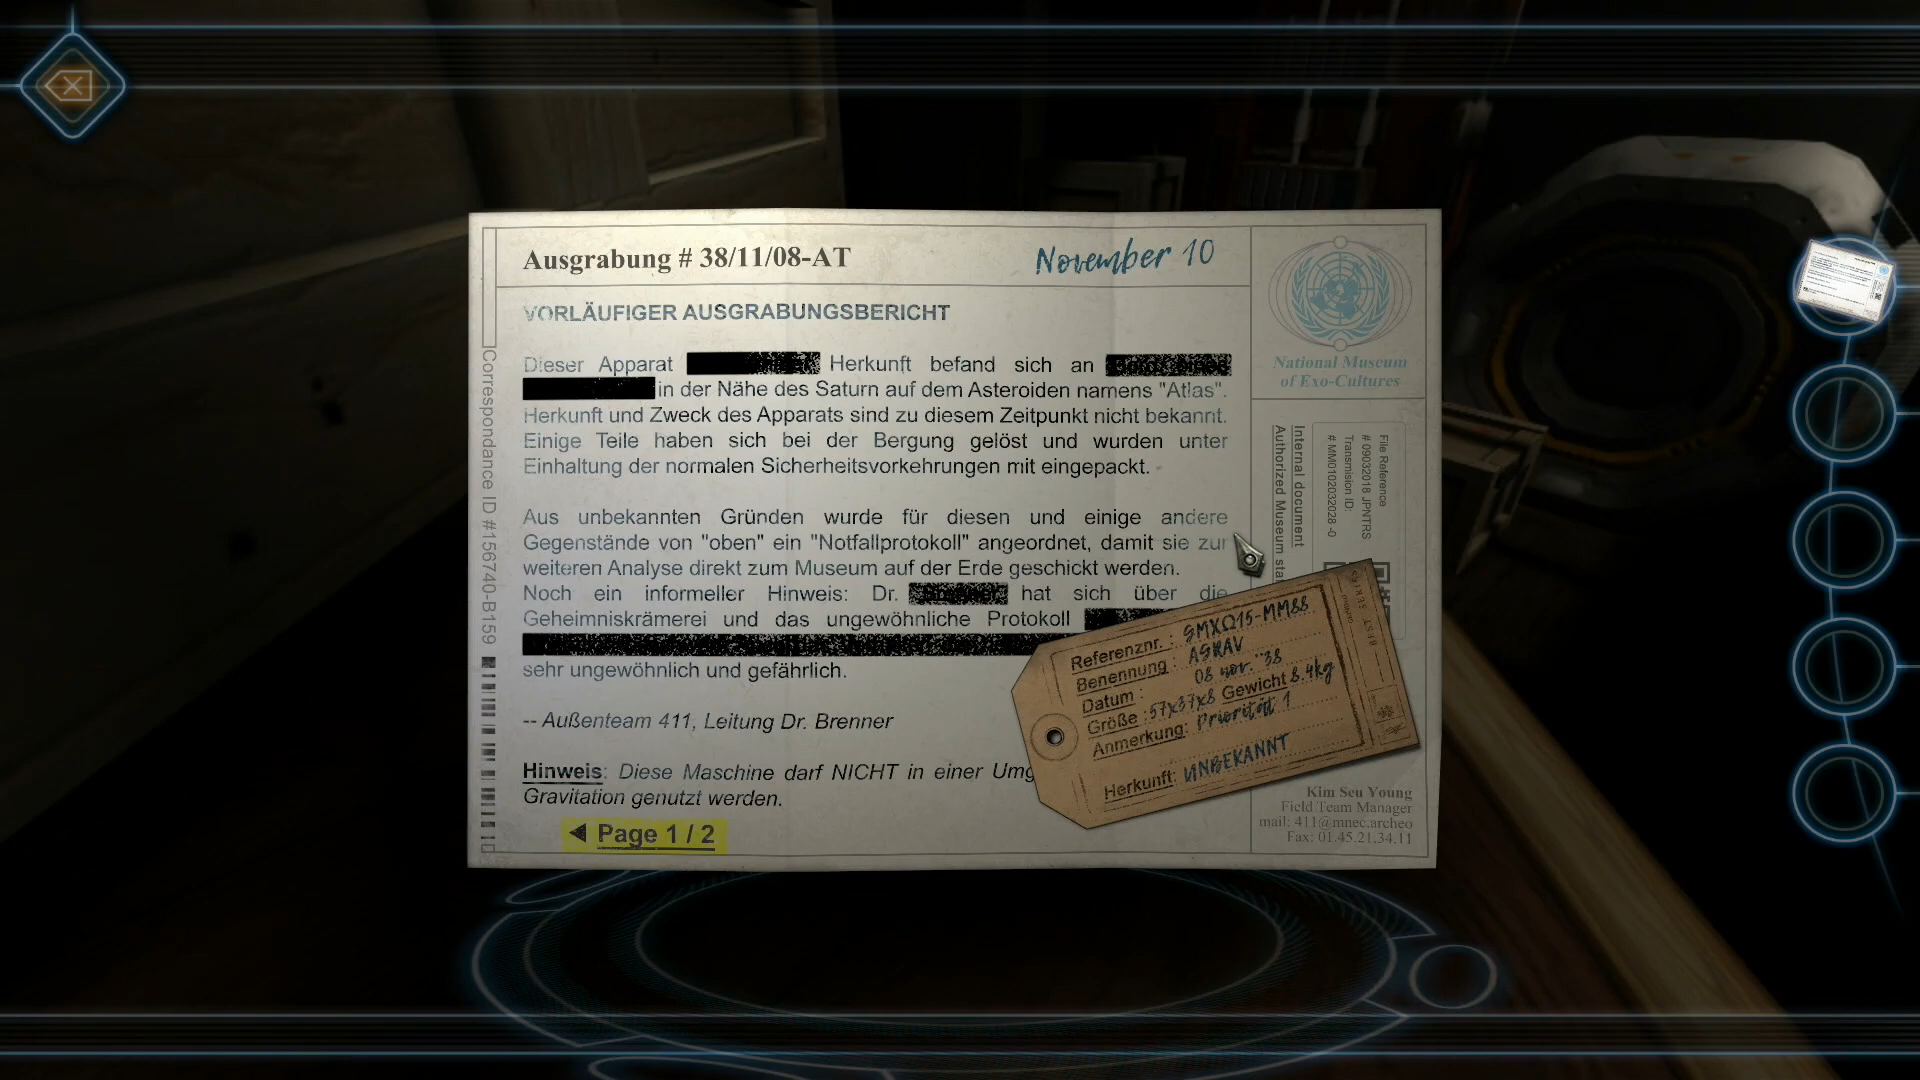 Ausgrabung # 38/11/08-AT
November 10
VORLÄUFIGER AUSGRABUNGSBERICHT
Dieser Apparat Herkunft befand sich an
in der Nähe des Saturn auf dem Asteroiden namens "Atlas".
Herkunft und Zweck des Apparats sind zu diesem Zeitpunkt nicht bekannt.
Einige Teile haben sich bei der Bergung gelöst und wurden unter
Einhaltung der normalen Sicherheitsvorkehrungen mit eingepackt.
Aus unbekannten Gründen wurde für diesen und einige andere
Gegenstände von "oben" ein "Notfallprotokoll" angeordnet, damit sie zur
weiteren Analyse direkt zum Museum auf der Erde geschickt werden.
Noch ein informeller Hinweis: Dr. hat sich über die
Geheimniskrämerei und das ungewöhnliche Protokoll
sehr ungewöhnlich und gefährlich.
-- Außenteam 411, Leitung Dr. Brenner
Hinweis: Diese Maschine darf NICHT in einer
Gravitation genutzt werden.
Page 1 / 2
Correspondance ID #156740-B159
National Museum
of Exo-Cultures
File Reference
# 09032018 JPNTRS
Transmission ID:
# MM0102032028 -0
Internal document
Authorized Museum
Referenznr. : 9MXΩ15-MM88
Benennung : A9KAV
Datum : 08 nov. "38
Größe : 57x37x8 Gewicht 8.4kg
Anmerkung: Priorität 1
Herkunft: UNBEKANNT
Kim Seu Young
Field Team Manager
mail: 411@mnec.archeo
Fax: 01.45.21.34.11